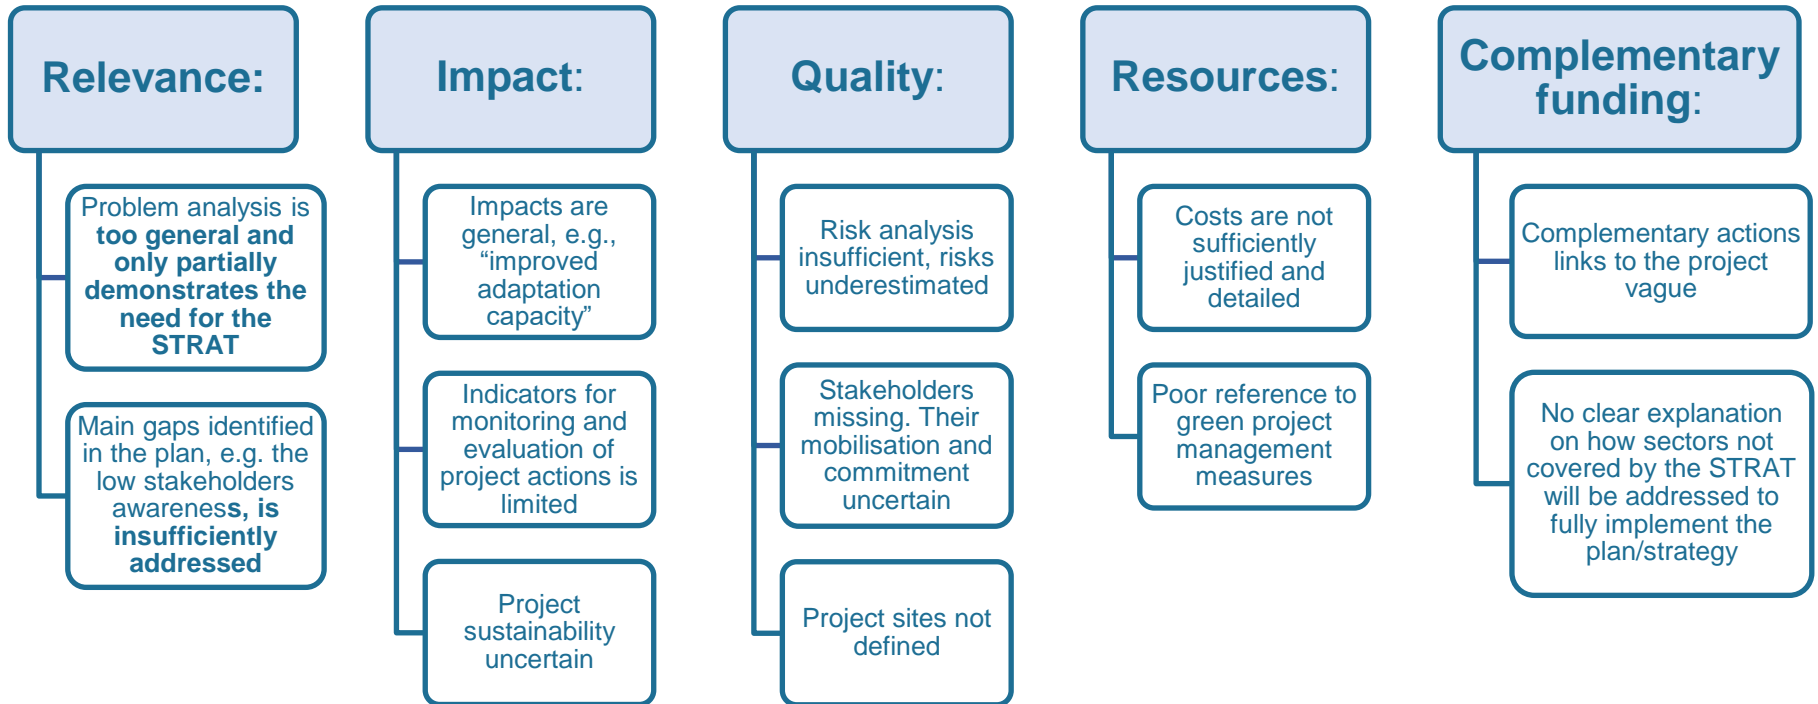 Relevance:
Problem analysis is
too general and
only partially
demonstrates the
need for the
STRAT
Main gaps identified
in the plan, e.g. the
low stakeholders
awareness, is
insufficiently
addressed
Impact:
Impacts are
general, e.g.,
“improved
adaptation
capacity”
Indicators for
monitoring and
evaluation of
project actions is
limited
Project
sustainability
uncertain
Quality:
Risk analysis
insufficient, risks
underestimated
Stakeholders
missing. Their
mobilisation and
commitment
uncertain
Project sites not
defined
Resources:
Costs are not
sufficiently
justified and
detailed
Poor reference to
green project
management
measures
Complementary
funding:
Complementary actions
links to the project
vague
No clear explanation
on how sectors not
covered by the STRAT
will be addressed to
fully implement the
plan/strategy